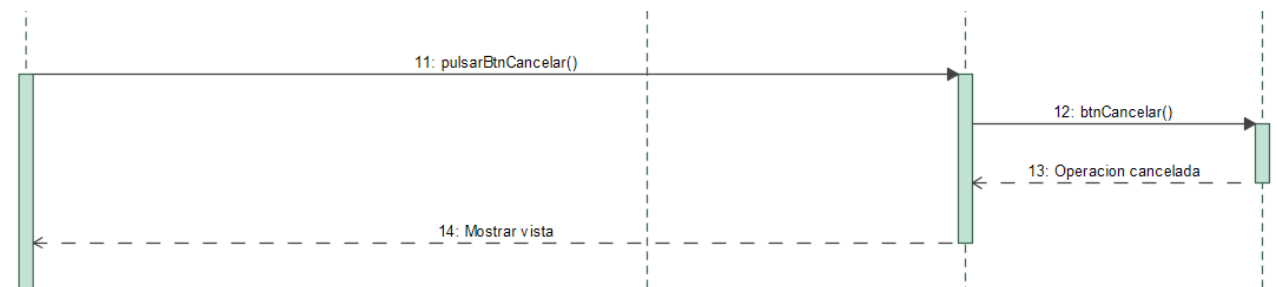 11: pulsarBtnCancelar()
12: btnCancelar()
13: Operacion cancelada
14: Mostrar vista